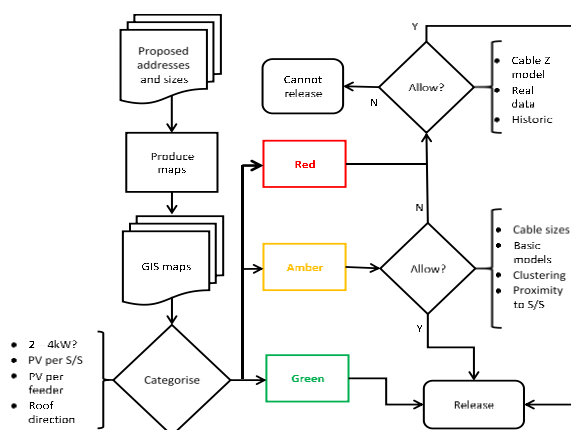 Proposed
addresses
and sizes
Produce
maps
GIS maps
2 4kW?
PV per S/S
PV per
feeder
Roof
direction
Categorise
Cannot
release
Red
Amber
Green
Y
Allow?
N
Cable Z
model
Real
data
Historic
N
Allow?
Y
Cable sizes
Basic
models
Clustering
Proximity
to S/S
Release